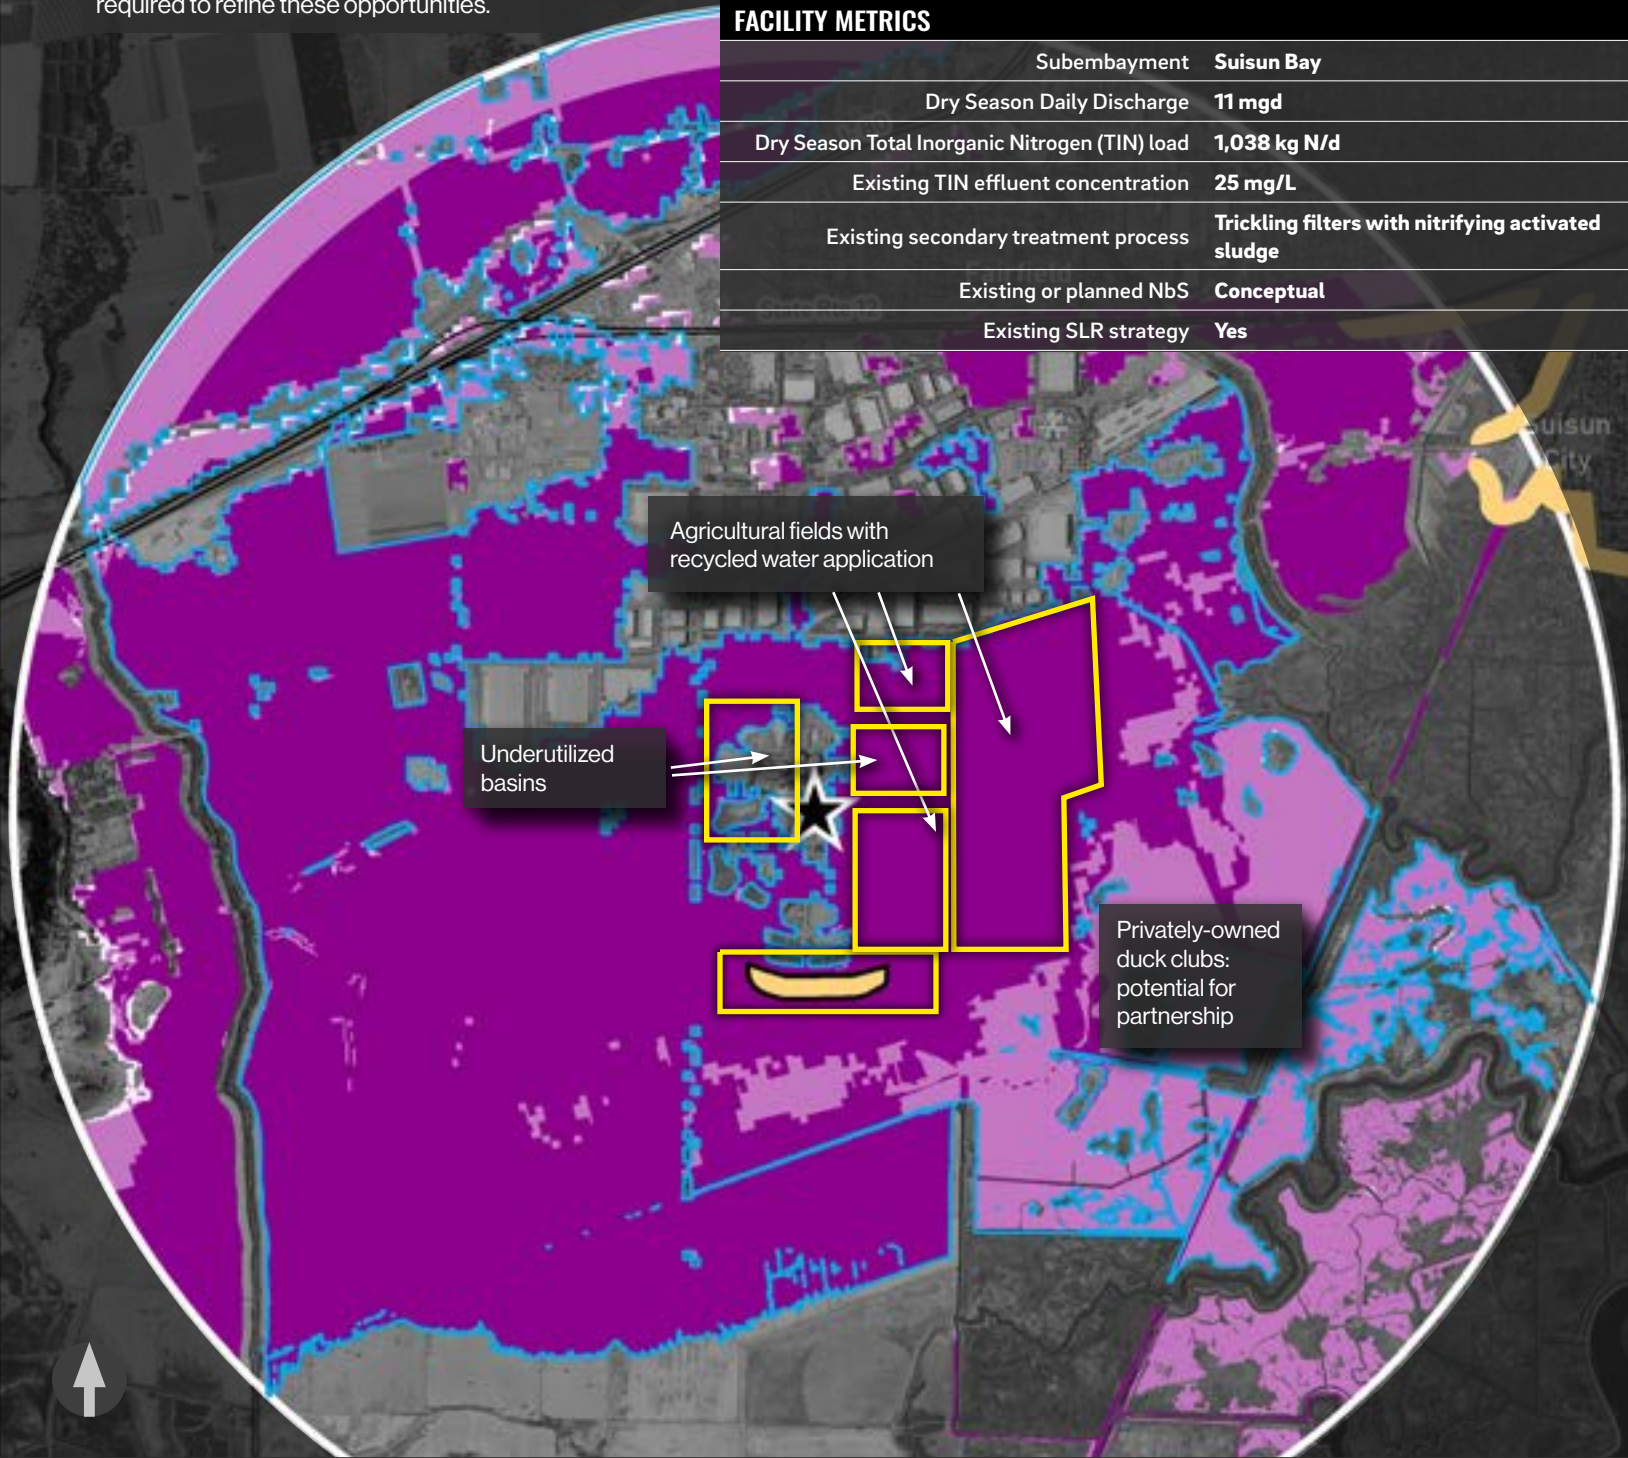 required to refine these opportunities.
FACILITY METRICS
Subembayment Suisun Bay
Dry Season Daily Discharge 11 mgd
Dry Season Total Inorganic Nitrogen (TIN) load 1,038 kg N/d
Existing TIN effluent concentration 25 mg/L
Existing secondary treatment process Trickling filters with nitrifying activated
sludge
Existing or planned NbS Conceptual
Existing SLR strategy Yes
Fairfield
Suisun
City
Agricultural fields with
recycled water application
Underutilized
basins
Privately-owned
duck clubs:
potential for
partnership